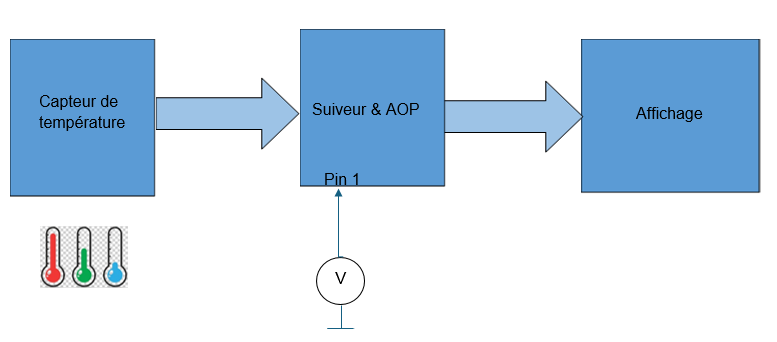 Capteur de
température
Suiveur & AOP
Affichage
Pin 1
V